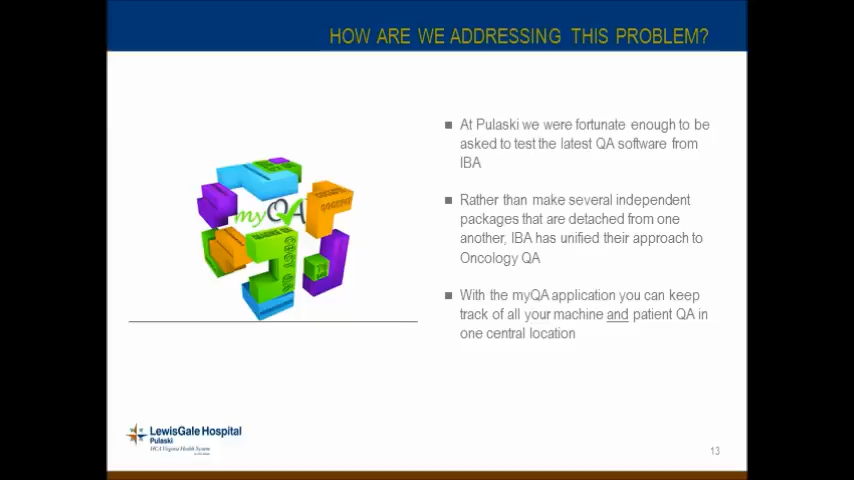 HOW ARE WE ADDRESSING THIS PROBLEM?
At Pulaski we were fortunate enough to be
asked to test the latest QA software from
IBA
Rather than make several independent
packages that are detached from one
another, IBA has unified their approach to
Oncology QA
With the myQA application you can keep
track of all your machine and patient QA in
one central location
myQA
LewisGale Hospital
Pulaski
HCA Virginia Health System
13